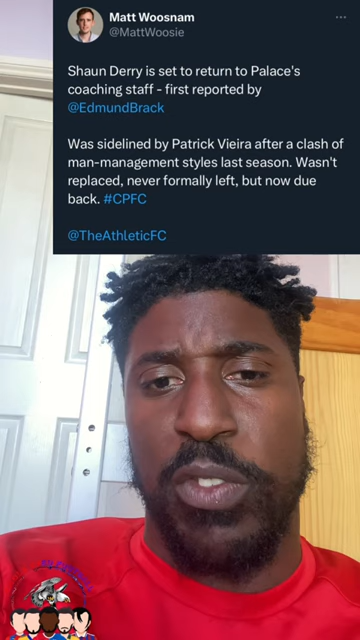 Matt Woosnam
@MattWoosie
Shaun Derry is set to return to Palace's
coaching staff - first reported by
@EdmundBrack
Was sidelined by Patrick Vieira after a clash of
man-management styles last season. Wasn't
replaced, never formally left, but now due
back. #CPFC
@TheAthleticFC